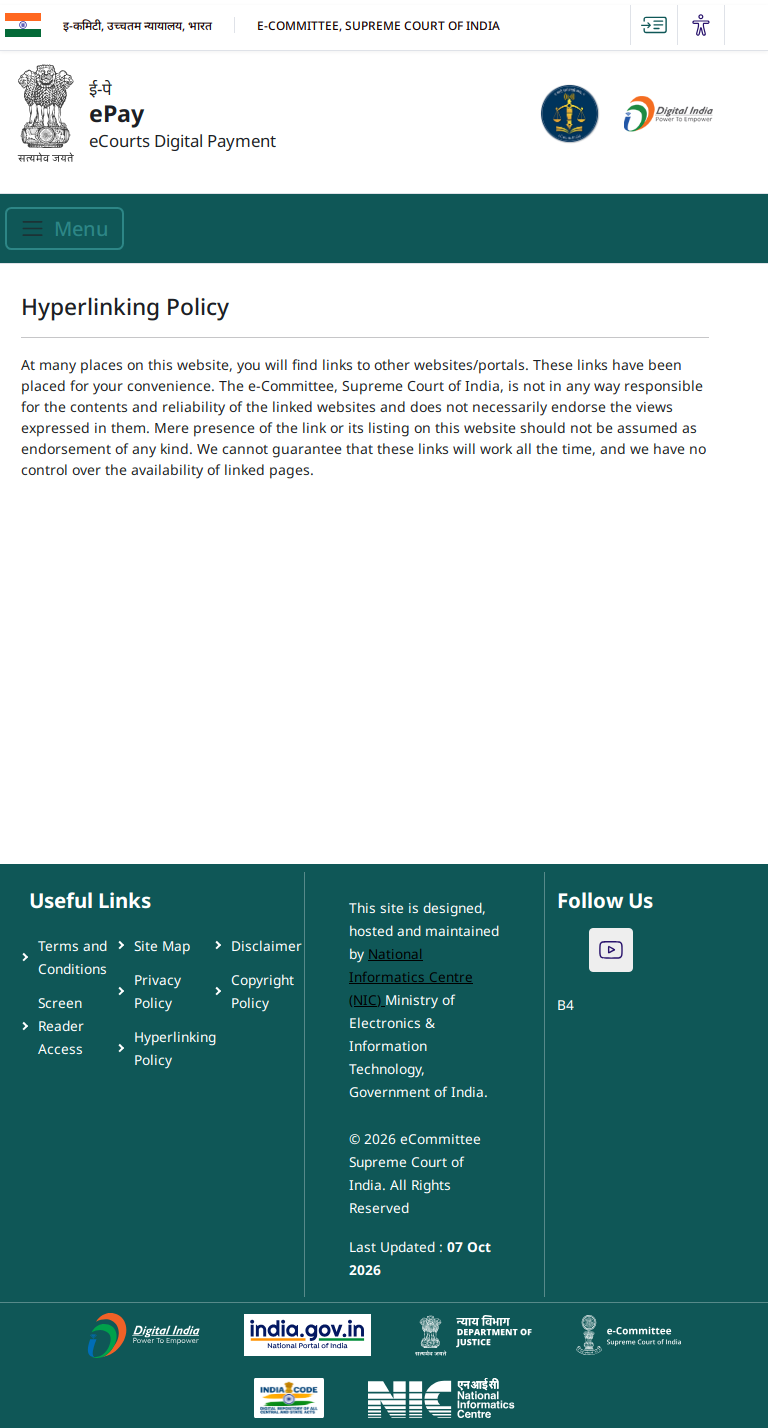 इ-कमिटी, उच्चतम न्यायालय, भारत
E-COMMITTEE, SUPREME COURT OF INDIA
ई-पे
ePay
eCourts Digital Payment
सत्यमेव जयते
Digital India
Power To Empower
Menu
Hyperlinking Policy
At many places on this website, you will find links to other websites/portals. These links have been
placed for your convenience. The e-Committee, Supreme Court of India, is not in any way responsible
for the contents and reliability of the linked websites and does not necessarily endorse the views
expressed in them. Mere presence of the link or its listing on this website should not be assumed as
endorsement of any kind. We cannot guarantee that these links will work all the time, and we have no
control over the availability of linked pages.
Useful Links
Terms and
Conditions
Screen
Reader
Access
Site Map
Privacy
Policy
Hyperlinking
Policy
Disclaimer
Copyright
Policy
This site is designed,
hosted and maintained
by National
Informatics Centre
(NIC) Ministry of
Electronics &
Information
Technology,
Government of India.
© 2026 eCommittee
Supreme Court of
India. All Rights
Reserved
Last Updated : 07 Oct
2026
Follow Us
B4
Digital India
Power To Empower
india.gov.in
National Portal of India
सत्यमेव जयते
न्याय विभाग
DEPARTMENT OF
JUSTICE
e-Committee
Supreme Court of India
INDIA CODE
DIGITAL REPOSITORY OF ALL
CENTRAL AND STATE ACTS
NIC
एनआईसी
National
Informatics
Centre